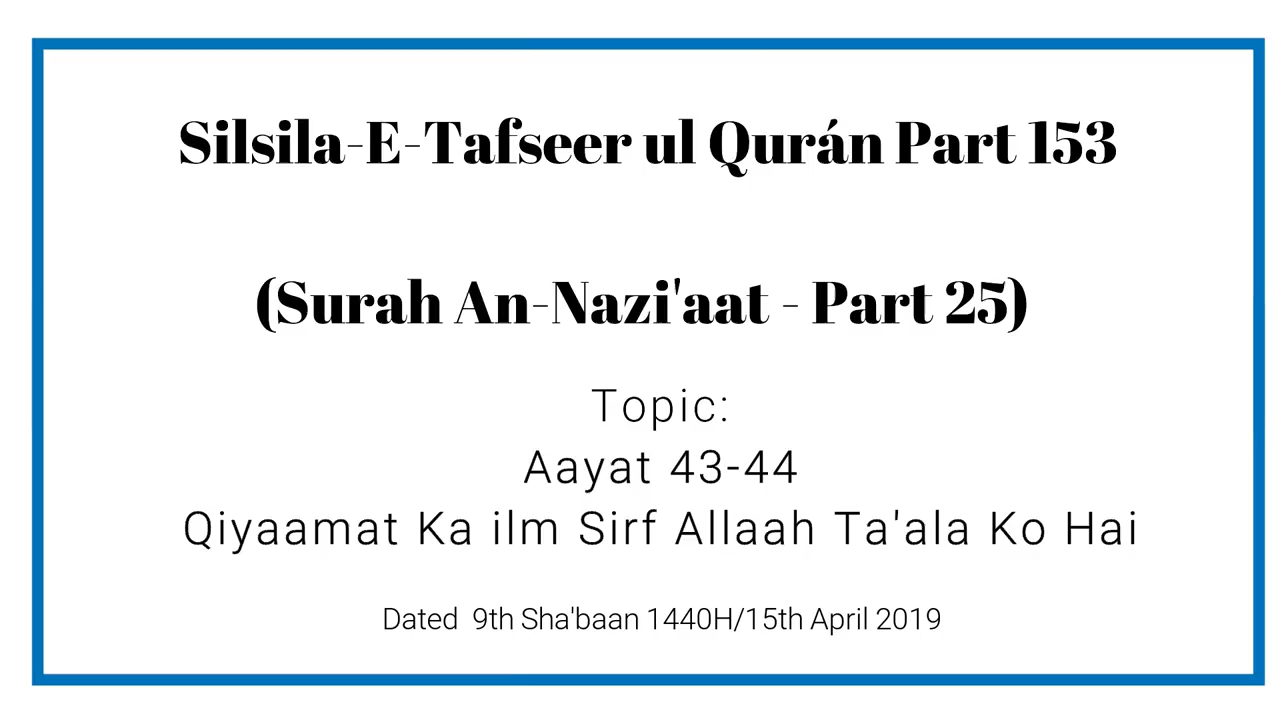 Silsila-E-Tafseer ul Qurán Part 153
(Surah An-Nazi'aat - Part 25)
Topic:
Aayat 43-44
Qiyaamat Ka ilm Sirf Allaah Ta'ala Ko Hai
Dated 9th Sha'baan 1440H/15th April 2019